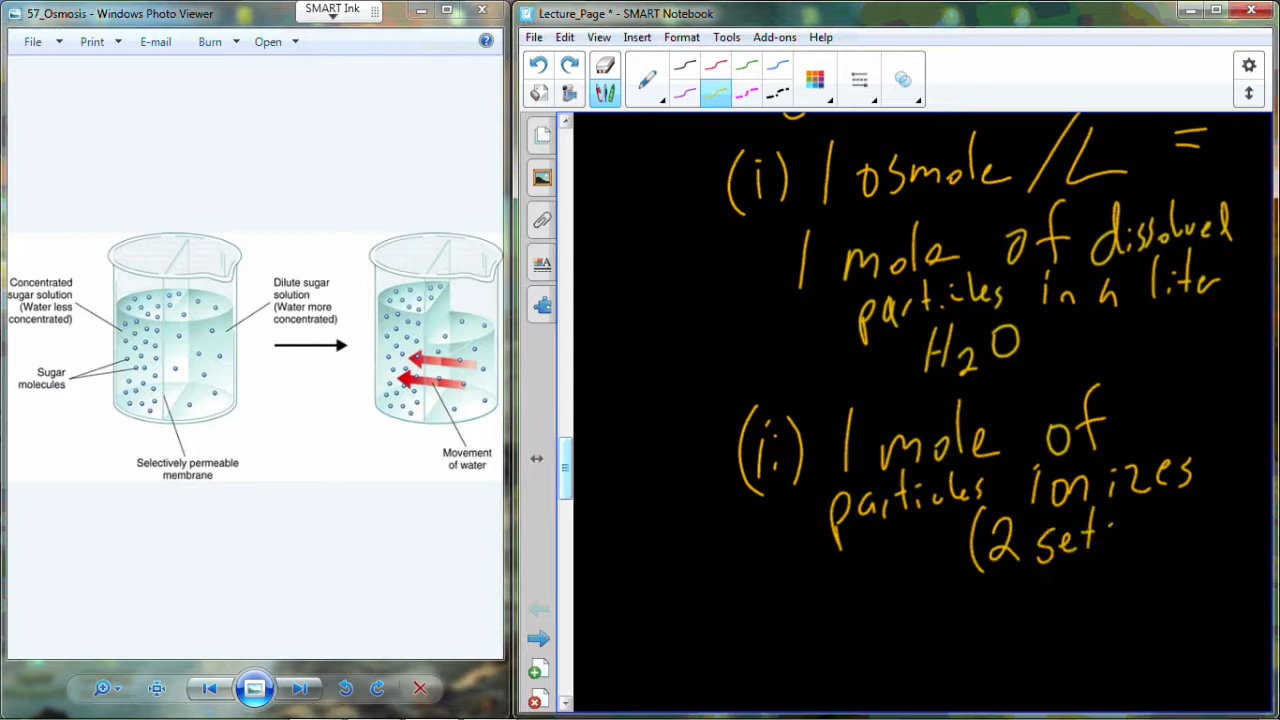 57_Osmosis - Windows Photo Viewer
SMART Ink
File Print E-mail Burn Open
Concentrated
sugar solution
(Water less
concentrated)
Sugar
molecules
Dilute sugar
solution
(Water more
concentrated)
Selectively permeable
membrane
Movement
of water
Lecture_Page * - SMART Notebook
File Edit View Insert Format Tools Add-ons Help
(i) 1 osmole / L =
1 mole of dissolved
particles in a liter
H2O
(ii) 1 mole of
particles ionizes
(2 set